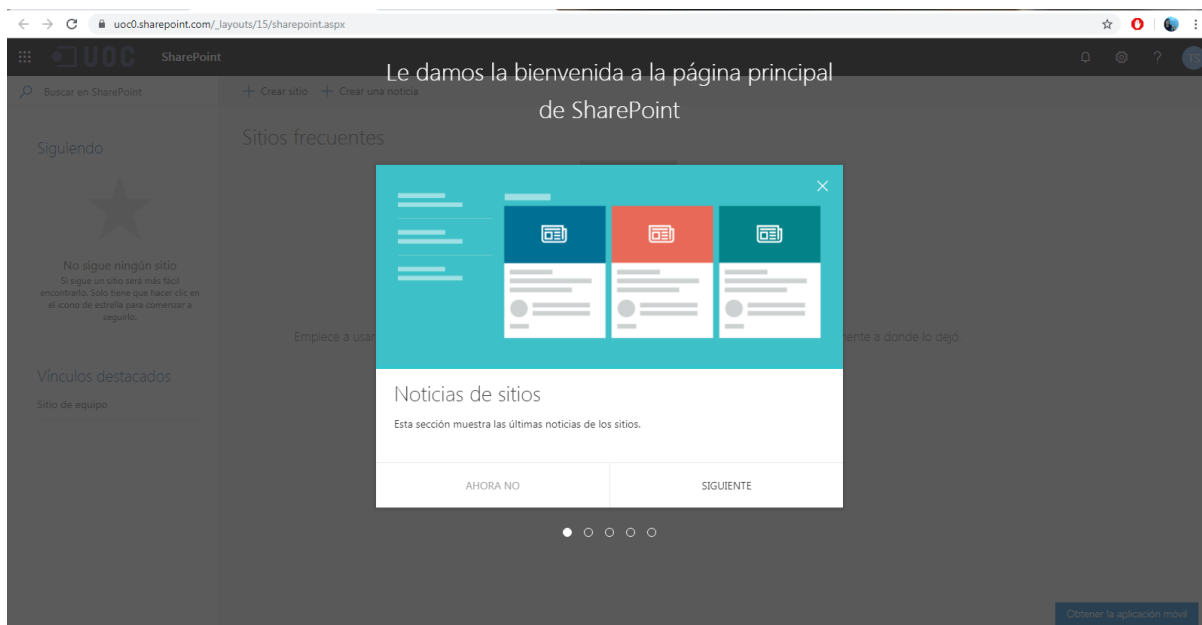 uoc0.sharepoint.com/_layouts/15/sharepoint.aspx
UOC SharePoint
TS
Le damos la bienvenida a la página principal
de SharePoint
Buscar en SharePoint
Crear sitio
Crear una noticia
Siguiendo
Sitios frecuentes
No sigue ningún sitio
Si sigue un sitio será más fácil
encontrarlo. Solo tiene que hacer clic en
el icono de estrella para comenzar a
seguirlo.
Empiece a usar
mente a donde lo dejó
Vínculos destacados
Sitio de equipo
Noticias de sitios
Esta sección muestra las últimas noticias de los sitios.
AHORA NO
SIGUIENTE
Obtener la aplicación móvil